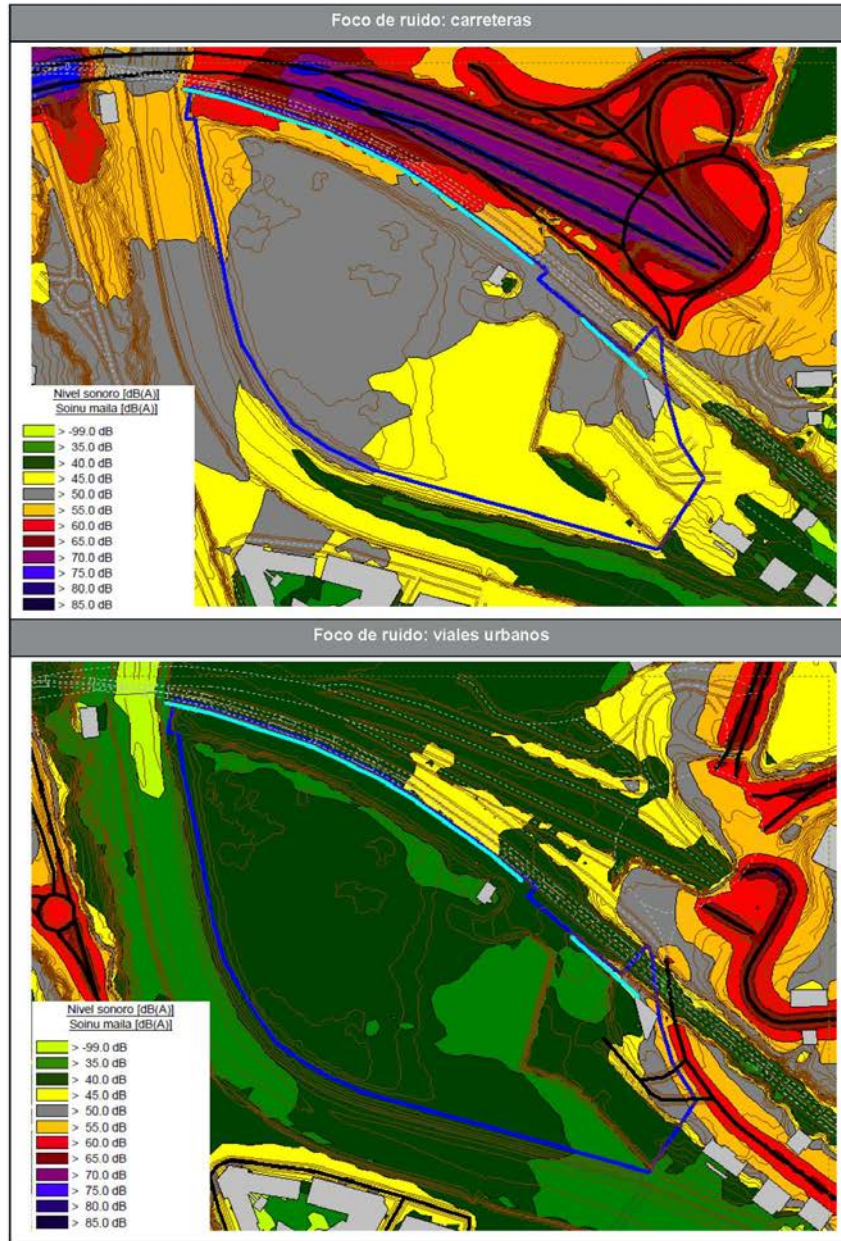 Foco de ruido: carreteras
Nivel sonoro [dB(A)]
Soinu maila [dB(A)]
> -99.0 dB
> 35.0 dB
> 40.0 dB
> 45.0 dB
> 50.0 dB
> 55.0 dB
> 60.0 dB
> 65.0 dB
> 70.0 dB
> 75.0 dB
> 80.0 dB
> 85.0 dB
Foco de ruido: viales urbanos
Nivel sonoro [dB(A)]
Soinu maila [dB(A)]
> -99.0 dB
> 35.0 dB
> 40.0 dB
> 45.0 dB
> 50.0 dB
> 55.0 dB
> 60.0 dB
> 65.0 dB
> 70.0 dB
> 75.0 dB
> 80.0 dB
> 85.0 dB